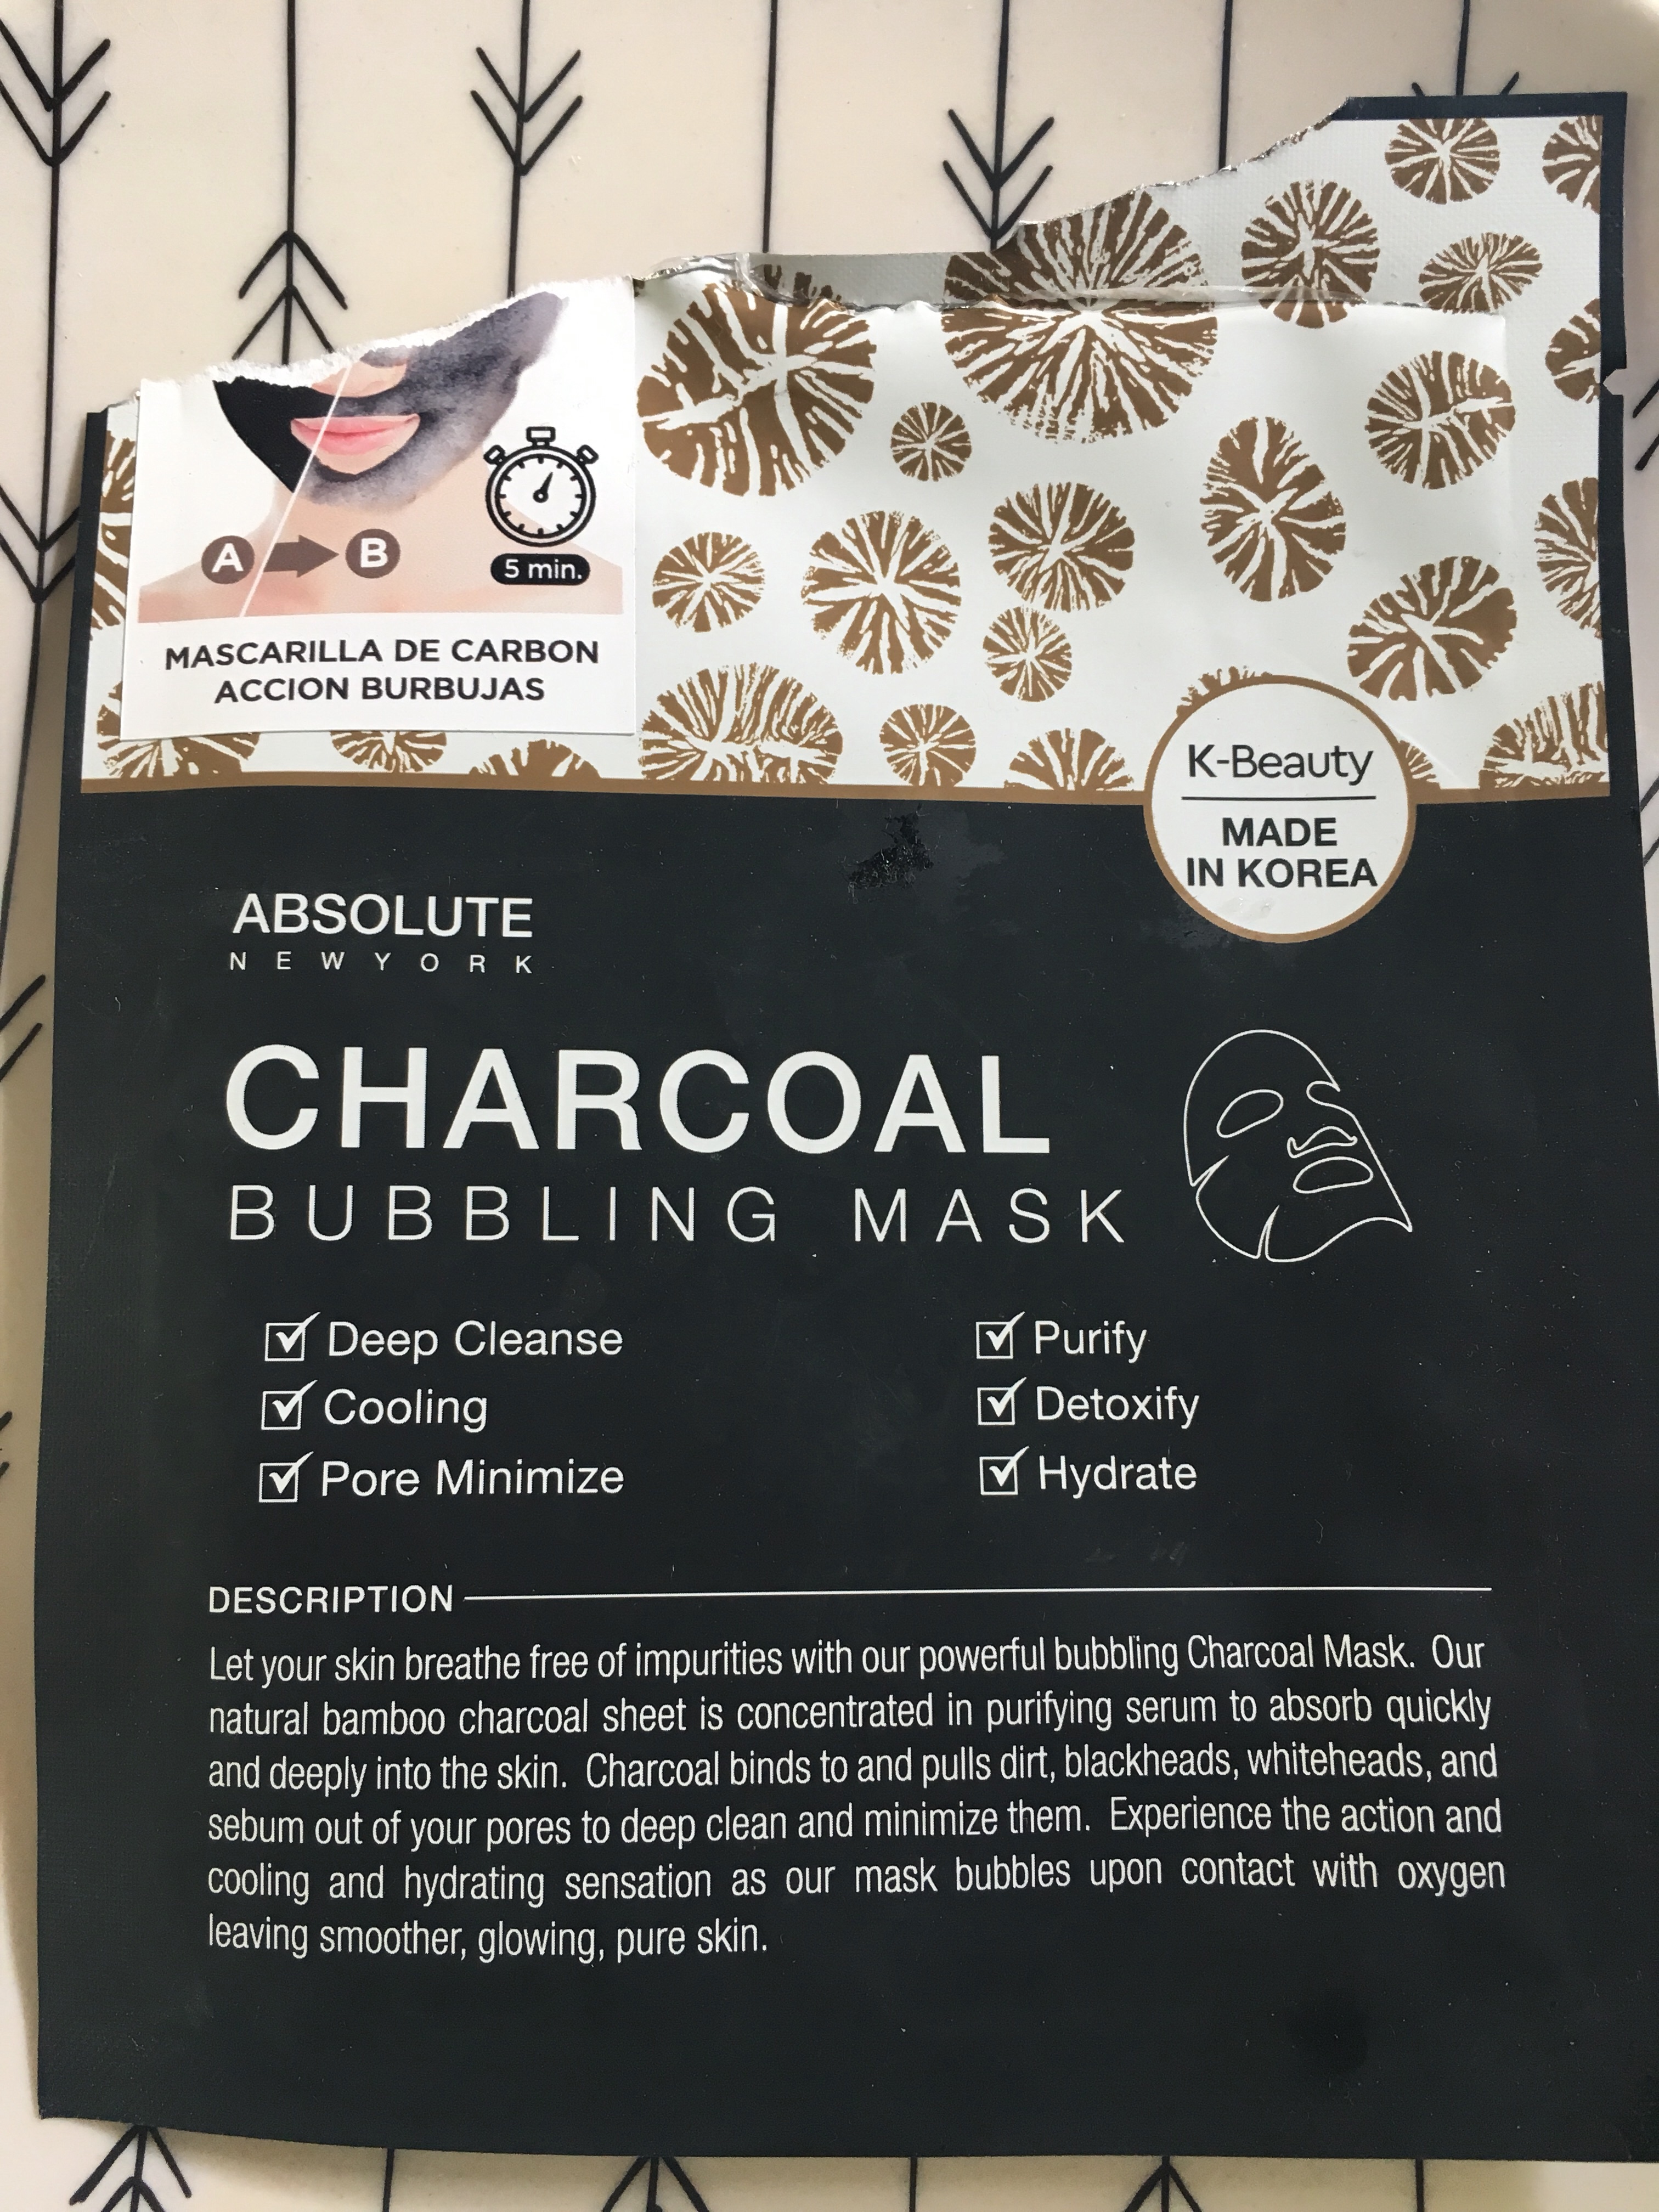 A B
5 min.
MASCARILLA DE CARBON
ACCION BURBUJAS
K-Beauty
MADE
IN KOREA
ABSOLUTE
NEWYORK
CHARCOAL
BUBBLING MASK
Deep Cleanse
Cooling
Pore Minimize
Purify
Detoxify
Hydrate
DESCRIPTION
Let your skin breathe free of impurities with our powerful bubbling Charcoal Mask. Our
natural bamboo charcoal sheet is concentrated in purifying serum to absorb quickly
and deeply into the skin. Charcoal binds to and pulls dirt, blackheads, whiteheads, and
sebum out of your pores to deep clean and minimize them. Experience the action and
cooling and hydrating sensation as our mask bubbles upon contact with oxygen
leaving smoother, glowing, pure skin.